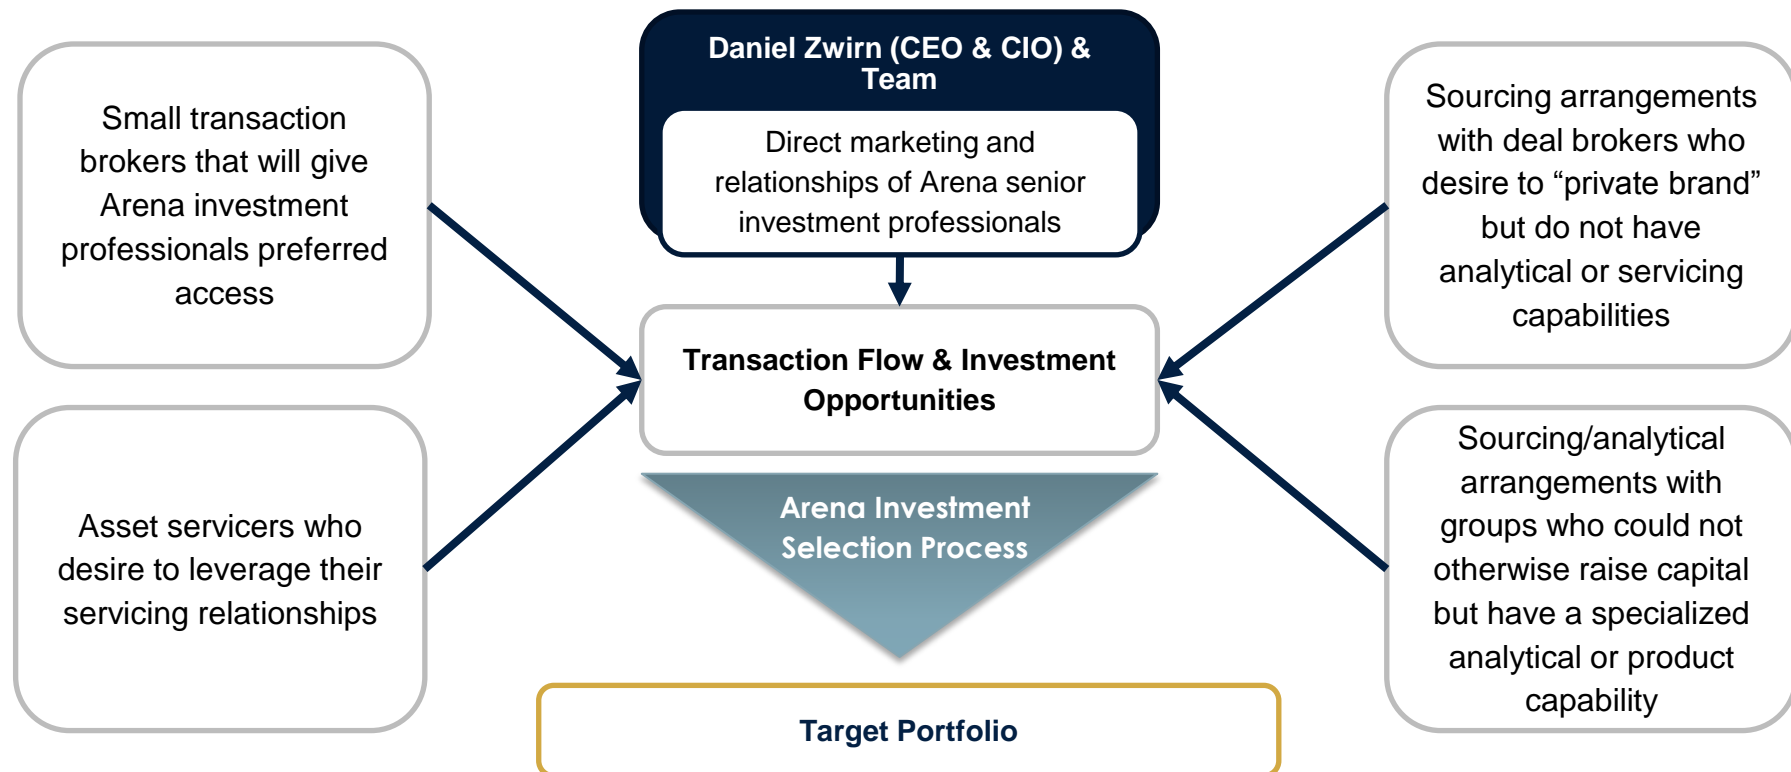 Daniel Zwirn (CEO & CIO) &
Team
Direct marketing and
relationships of Arena senior
investment professionals
Small transaction
brokers that will give
Arena investment
professionals preferred
access
Sourcing arrangements
with deal brokers who
desire to “private brand”
but do not have
analytical or servicing
capabilities
Transaction Flow & Investment
Opportunities
Asset servicers who
desire to leverage their
servicing relationships
Arena Investment
Selection Process
Sourcing/analytical
arrangements with
groups who could not
otherwise raise capital
but have a specialized
analytical or product
capability
Target Portfolio